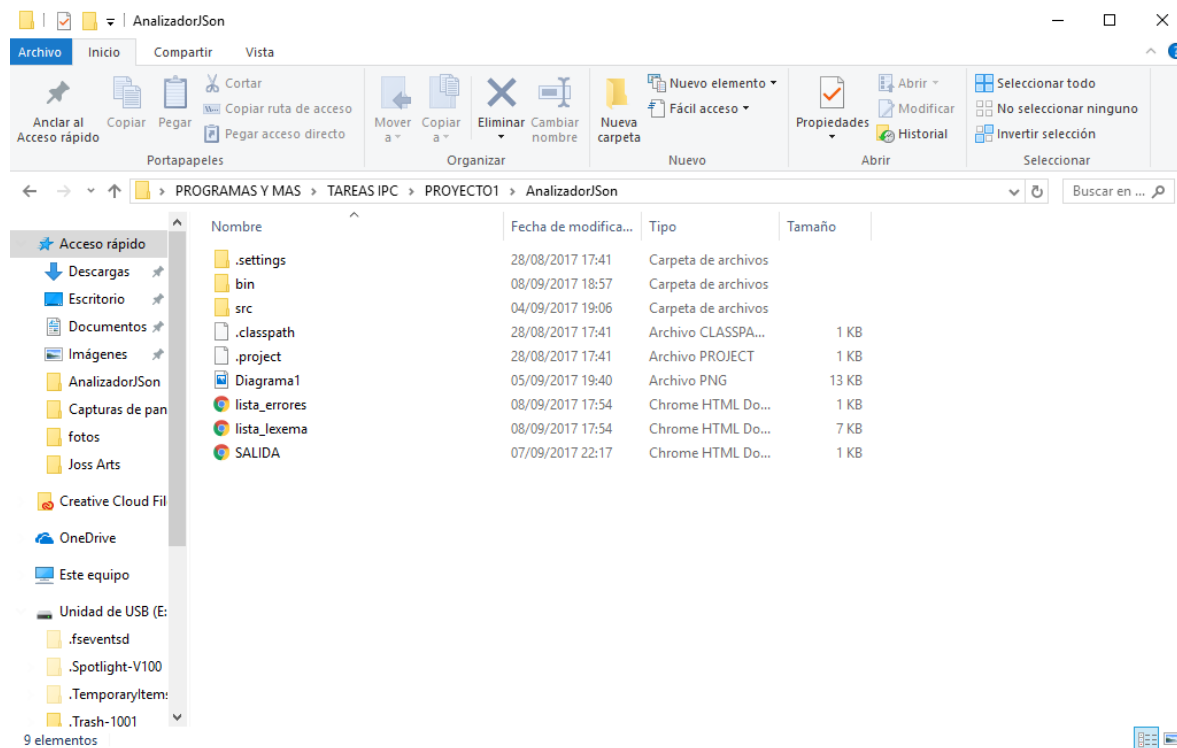 AnalizadorJSon
Archivo Inicio Compartir Vista
Anclar al Acceso rápido
Copiar
Pegar
Cortar
Copiar ruta de acceso
Pegar acceso directo
Portapapeles
Mover a
Copiar a
Eliminar
Cambiar nombre
Organizar
Nueva carpeta
Nuevo elemento
Fácil acceso
Nuevo
Propiedades
Abrir
Modificar
Historial
Abrir
Seleccionar todo
No seleccionar ninguno
Invertir selección
Seleccionar
PROGRAMAS Y MAS > TAREAS IPC > PROYECTO1 > AnalizadorJSon
Buscar en ...
Acceso rápido
Descargas
Escritorio
Documentos
Imágenes
AnalizadorJSon
Capturas de pan
fotos
Joss Arts
Creative Cloud Fil
OneDrive
Este equipo
Unidad de USB (E:
.fseventsd
.Spotlight-V100
.TemporaryItems
.Trash-1001
Nombre Fecha de modifica... Tipo Tamaño
.settings 28/08/2017 17:41 Carpeta de archivos
bin 08/09/2017 18:57 Carpeta de archivos
src 04/09/2017 19:06 Carpeta de archivos
.classpath 28/08/2017 17:41 Archivo CLASSPA... 1 KB
.project 28/08/2017 17:41 Archivo PROJECT 1 KB
Diagrama1 05/09/2017 19:40 Archivo PNG 13 KB
lista_errores 08/09/2017 17:54 Chrome HTML Do... 1 KB
lista_lexema 08/09/2017 17:54 Chrome HTML Do... 7 KB
SALIDA 07/09/2017 22:17 Chrome HTML Do... 1 KB
9 elementos